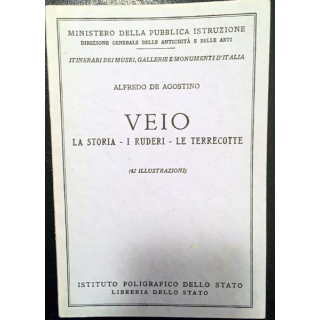 MINISTERO DELLA PUBBLICA ISTRUZIONE
DIREZIONE GENERALE DELLE ANTICHITÀ E DELLE ARTI
ITINERARI DEI MUSEI, GALLERIE E MONUMENTI D'ITALIA
ALFREDO DE AGOSTINO
VEIO
LA STORIA - I RUDERI - LE TERRECOTTE
(42 ILLUSTRAZIONI)
ISTITUTO POLIGRAFICO DELLO STATO
LIBRERIA DELLO STATO